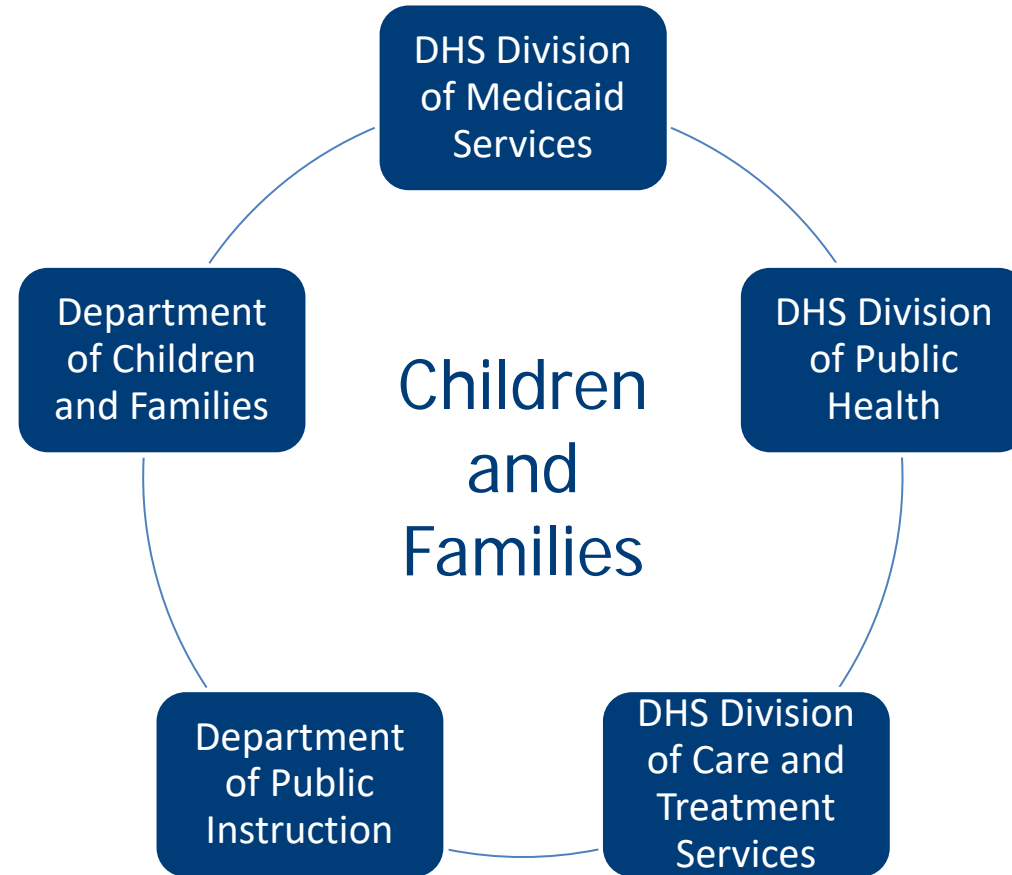 DHS Division
of Medicaid
Services
DHS Division
of Public
Health
DHS Division
of Care and
Treatment
Services
Department
of Public
Instruction
Department
of Children
and Families
Children
and
Families